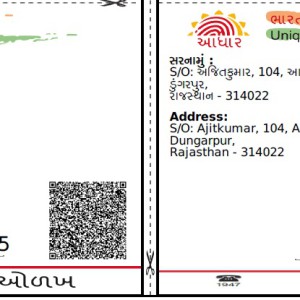 5
ઓળખ
આધાર
ભારત
Uniq
સરનામું :
S/O: અજિતકુમાર, 104, આ
ડુંગરપુર,
રાજસ્થાન - 314022
Address:
S/O: Ajitkumar, 104, A
Dungarpur,
Rajasthan - 314022
1947